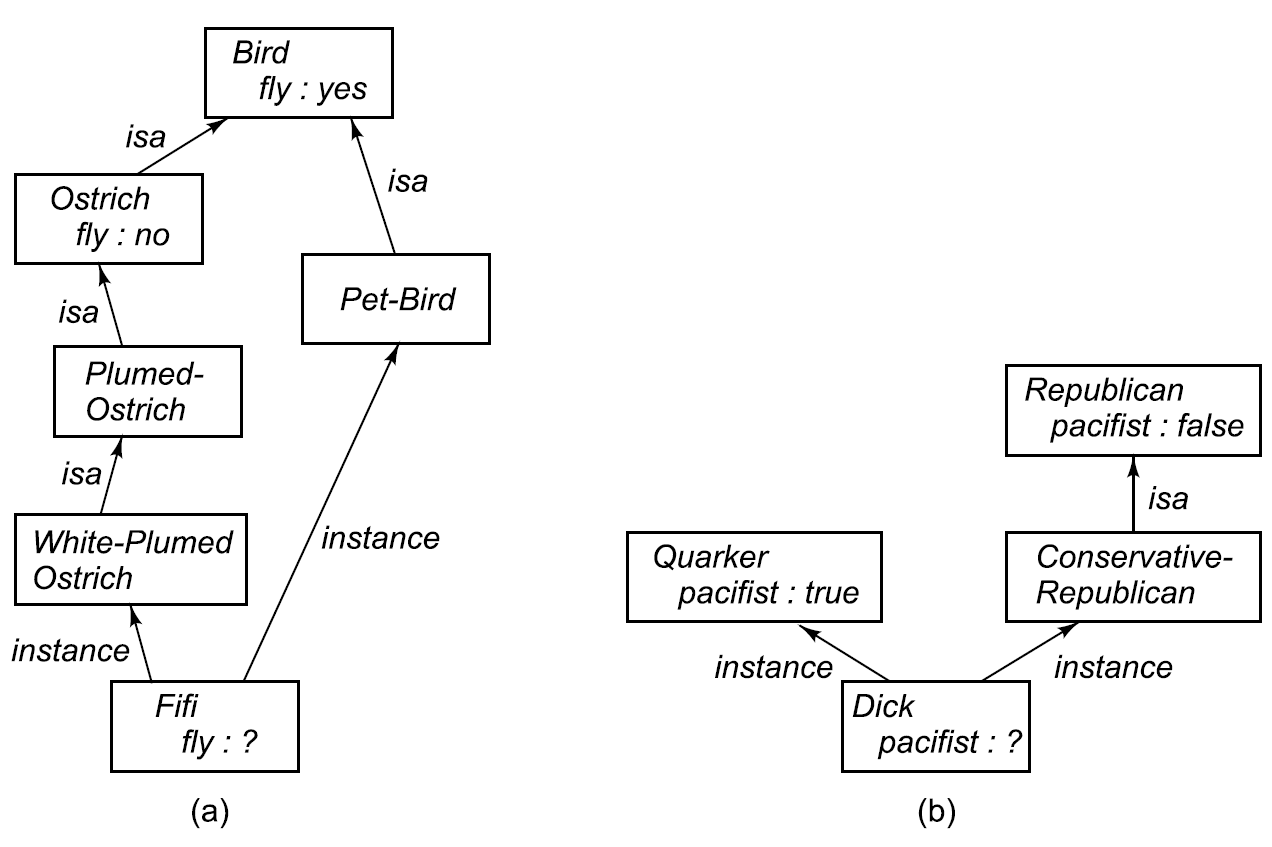 Bird
fly : yes
isa
isa
Ostrich
fly : no
isa
Pet-Bird
Plumed-
Ostrich
isa
White-Plumed
Ostrich
instance
instance
Fifi
fly : ?
(a)
Republican
pacifist : false
isa
Quarker
pacifist : true
Conservative-
Republican
instance
instance
Dick
pacifist : ?
(b)